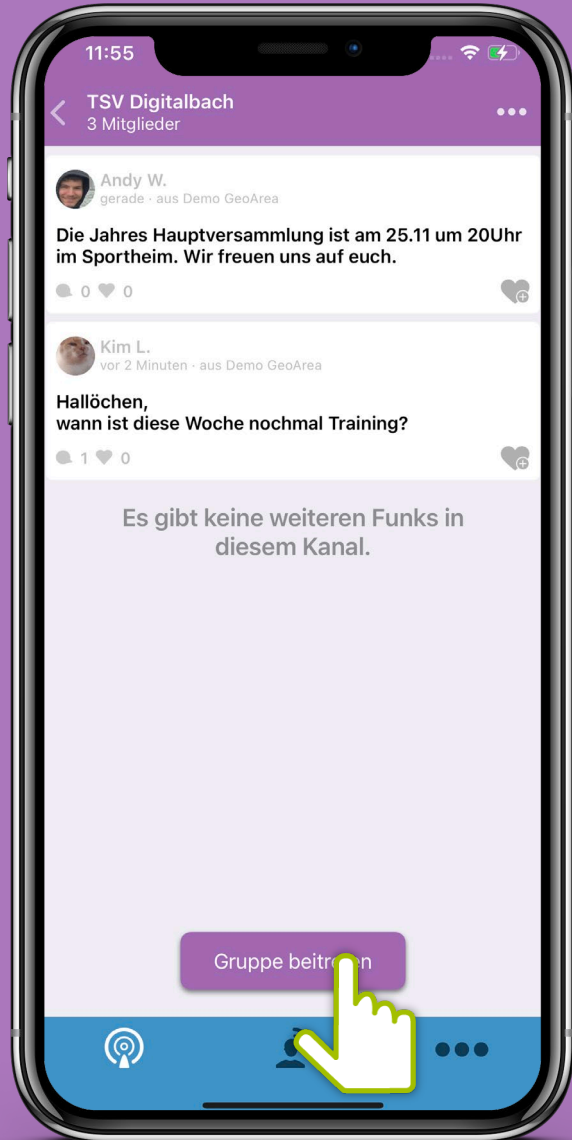 11:55
TSV Digitalbach
3 Mitglieder
Andy W.
gerade · aus Demo GeoArea
Die Jahres Hauptversammlung ist am 25.11 um 20Uhr
im Sportheim. Wir freuen uns auf euch.
0 0
Kim L.
vor 2 Minuten · aus Demo GeoArea
Hallöchen,
wann ist diese Woche nochmal Training?
1 0
Es gibt keine weiteren Funks in
diesem Kanal.
Gruppe beitreten